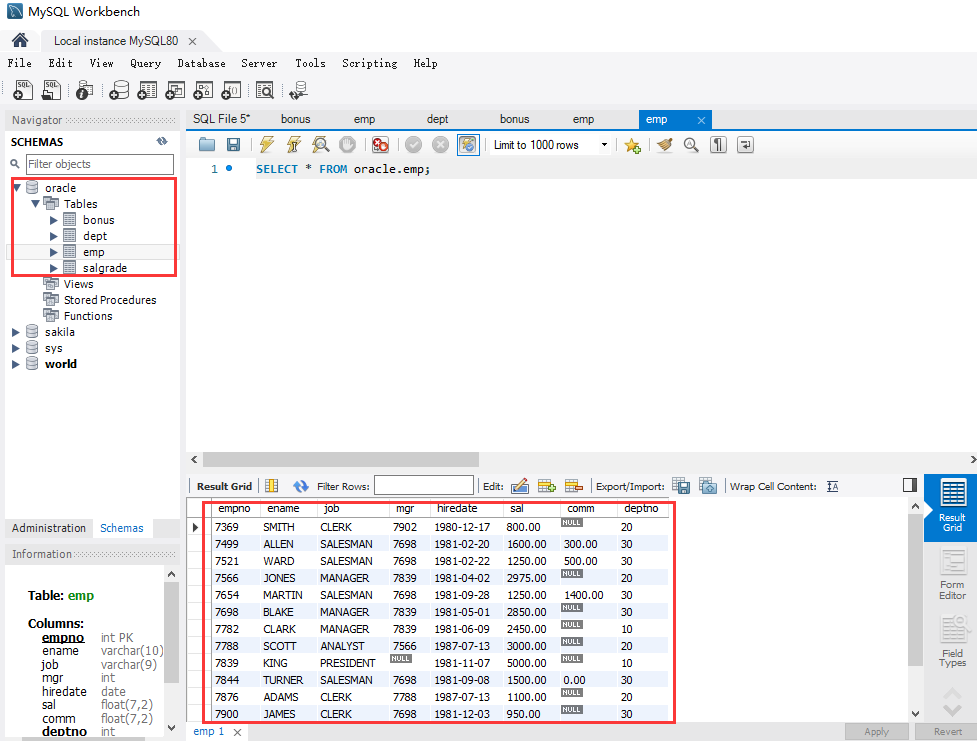 MySQL Workbench
Local instance MySQL80 ×
File Edit View Query Database Server Tools Scripting Help
Navigator
SCHEMAS
Filter objects
oracle
Tables
bonus
dept
emp
salgrade
Views
Stored Procedures
Functions
sakila
sys
world
Administration Schemas
Information
Table: emp
Columns:
empno int PK
ename varchar(10)
job varchar(9)
mgr int
hiredate date
sal float(7,2)
comm float(7,2)
deptno int
SQL File 5* bonus emp dept bonus emp emp ×
Limit to 1000 rows
1 SELECT * FROM oracle.emp;
Result Grid Filter Rows: Edit: Export/Import: Wrap Cell Content:
empno ename job mgr hiredate sal comm deptno
7369 SMITH CLERK 7902 1980-12-17 800.00 NULL 20
7499 ALLEN SALESMAN 7698 1981-02-20 1600.00 300.00 30
7521 WARD SALESMAN 7698 1981-02-22 1250.00 500.00 30
7566 JONES MANAGER 7839 1981-04-02 2975.00 NULL 20
7654 MARTIN SALESMAN 7698 1981-09-28 1250.00 1400.00 30
7698 BLAKE MANAGER 7839 1981-05-01 2850.00 NULL 30
7782 CLARK MANAGER 7839 1981-06-09 2450.00 NULL 10
7788 SCOTT ANALYST 7566 1987-07-13 3000.00 NULL 20
7839 KING PRESIDENT NULL 1981-11-07 5000.00 NULL 10
7844 TURNER SALESMAN 7698 1981-09-08 1500.00 0.00 30
7876 ADAMS CLERK 7788 1987-07-13 1100.00 NULL 20
7900 JAMES CLERK 7698 1981-12-03 950.00 NULL 30
emp 1 ×
Result
Grid
Form
Editor
Field
Types
Apply Revert